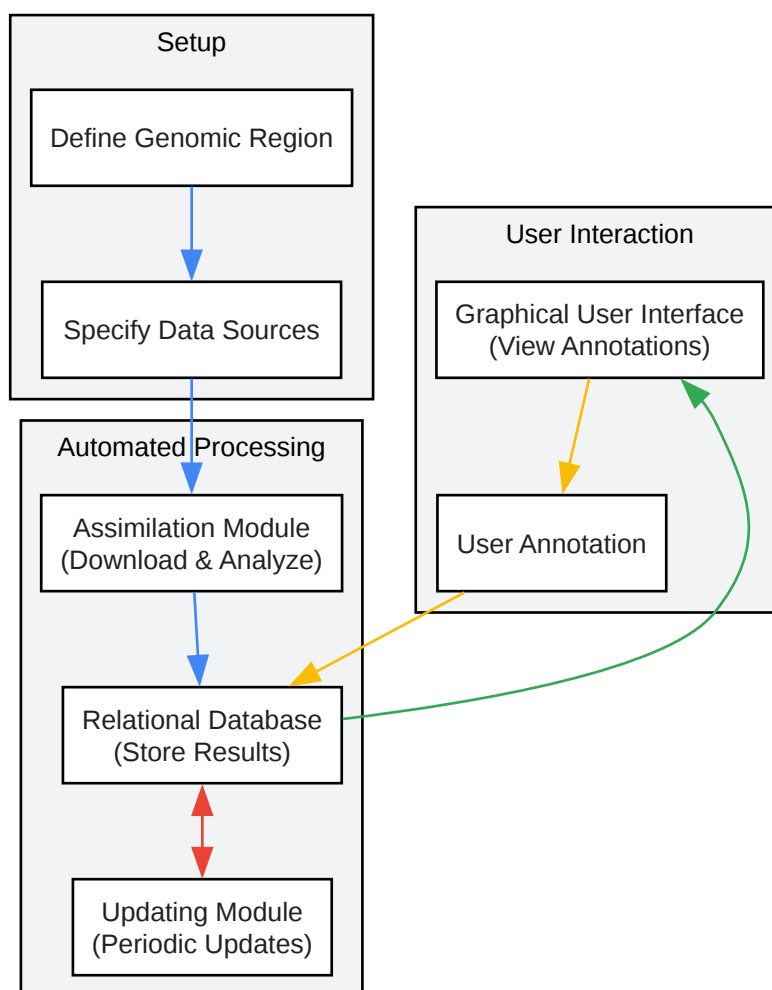 Setup
Define Genomic Region
Specify Data Sources
User Interaction
Graphical User Interface
(View Annotations)
User Annotation
Automated Processing
Assimilation Module
(Download & Analyze)
Relational Database
(Store Results)
Updating Module
(Periodic Updates)